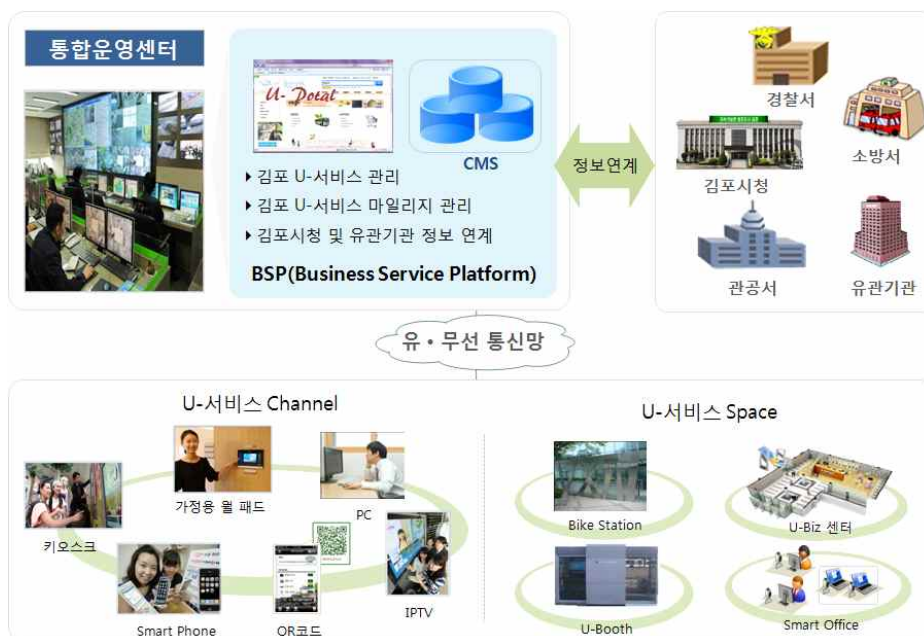 통합운영센터
U-Potal
CMS
김포 U-서비스 관리
김포 U-서비스 마일리지 관리
김포시청 및 유관기관 정보 연계
BSP(Business Service Platform)
정보연계
경찰서
소방서
김포시청
관공서
유관기관
유·무선 통신망
U-서비스 Channel
키오스크
가정용 월 패드
PC
Smart Phone
QR코드
IPTV
U-서비스 Space
Bike Station
U-Biz 센터
U-Booth
Smart Office